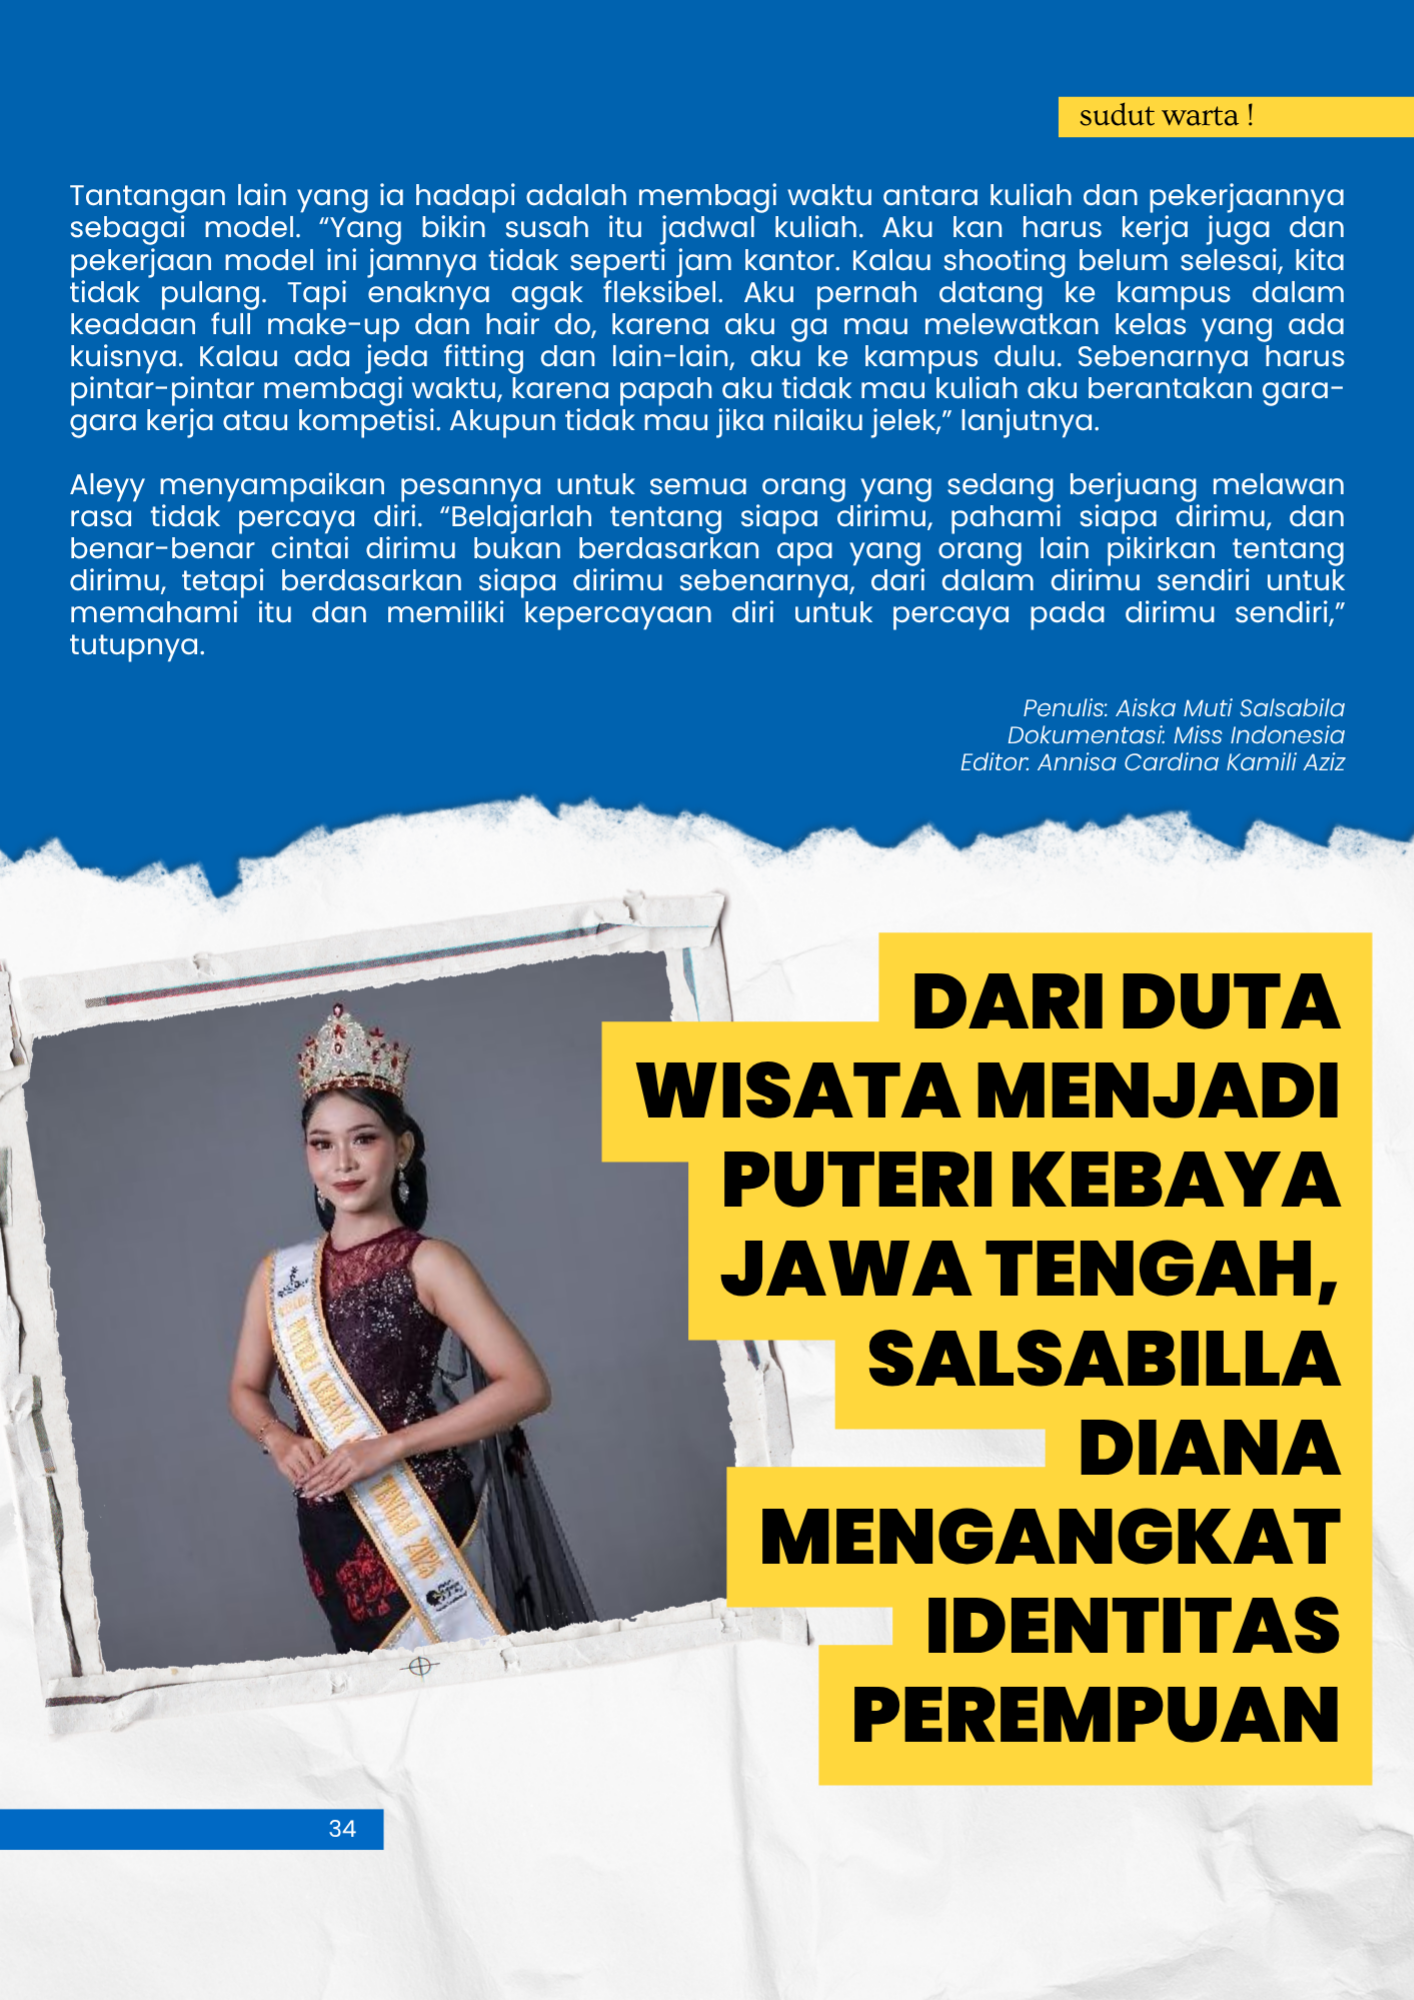 sudut warta !
Tantangan lain yang ia hadapi adalah membagi waktu antara kuliah dan pekerjaannya
sebagai model. “Yang bikin susah itu jadwal kuliah. Aku kan harus kerja juga dan
pekerjaan model ini jamnya tidak seperti jam kantor. Kalau shooting belum selesai, kita
tidak pulang. Tapi enaknya agak fleksibel. Aku pernah datang ke kampus dalam
keadaan full make-up dan hair do, karena aku ga mau melewatkan kelas yang ada
kuisnya. Kalau ada jeda fitting dan lain-lain, aku ke kampus dulu. Sebenarnya harus
pintar-pintar membagi waktu, karena papah aku tidak mau kuliah aku berantakan gara-
gara kerja atau kompetisi. Akupun tidak mau jika nilaiku jelek,” lanjutnya.
Aleyy menyampaikan pesannya untuk semua orang yang sedang berjuang melawan
rasa tidak percaya diri. “Belajarlah tentang siapa dirimu, pahami siapa dirimu, dan
benar-benar cintai dirimu bukan berdasarkan apa yang orang lain pikirkan tentang
dirimu, tetapi berdasarkan siapa dirimu sebenarnya, dari dalam dirimu sendiri untuk
memahami itu dan memiliki kepercayaan diri untuk percaya pada dirimu sendiri,”
tutupnya.
Penulis: Aiska Muti Salsabila
Dokumentasi: Miss Indonesia
Editor: Annisa Cardina Kamili Aziz
DARI DUTA
WISATA MENJADI
PUTERI KEBAYA
JAWA TENGAH,
SALSABILLA
DIANA
MENGANGKAT
IDENTITAS
PEREMPUAN
PUTERI KEBAYA
TENGAH 2023
34